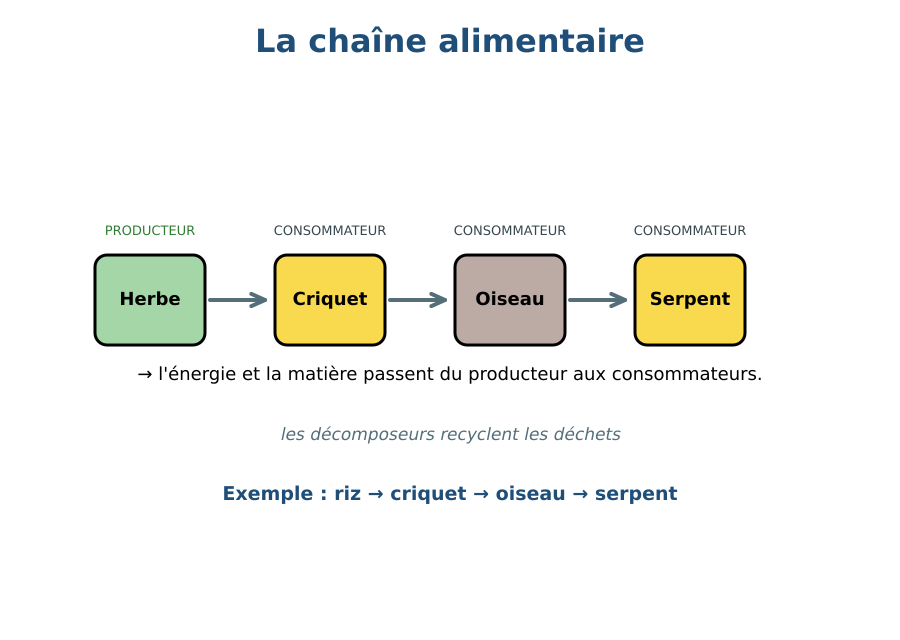 La chaîne alimentaire
PRODUCTEUR CONSOMMATEUR CONSOMMATEUR CONSOMMATEUR
Herbe Criquet Oiseau Serpent
→ l'énergie et la matière passent du producteur aux consommateurs.
les décomposeurs recyclent les déchets
Exemple : riz → criquet → oiseau → serpent